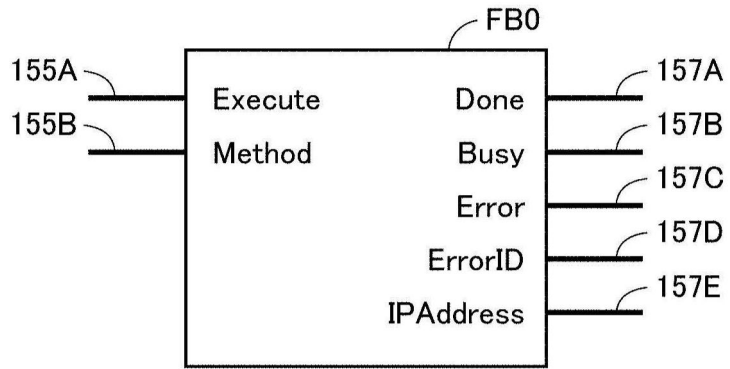 FB0
155A Execute Done 157A
155B Method Busy 157B
Error 157C
ErrorID 157D
IPAddress 157E